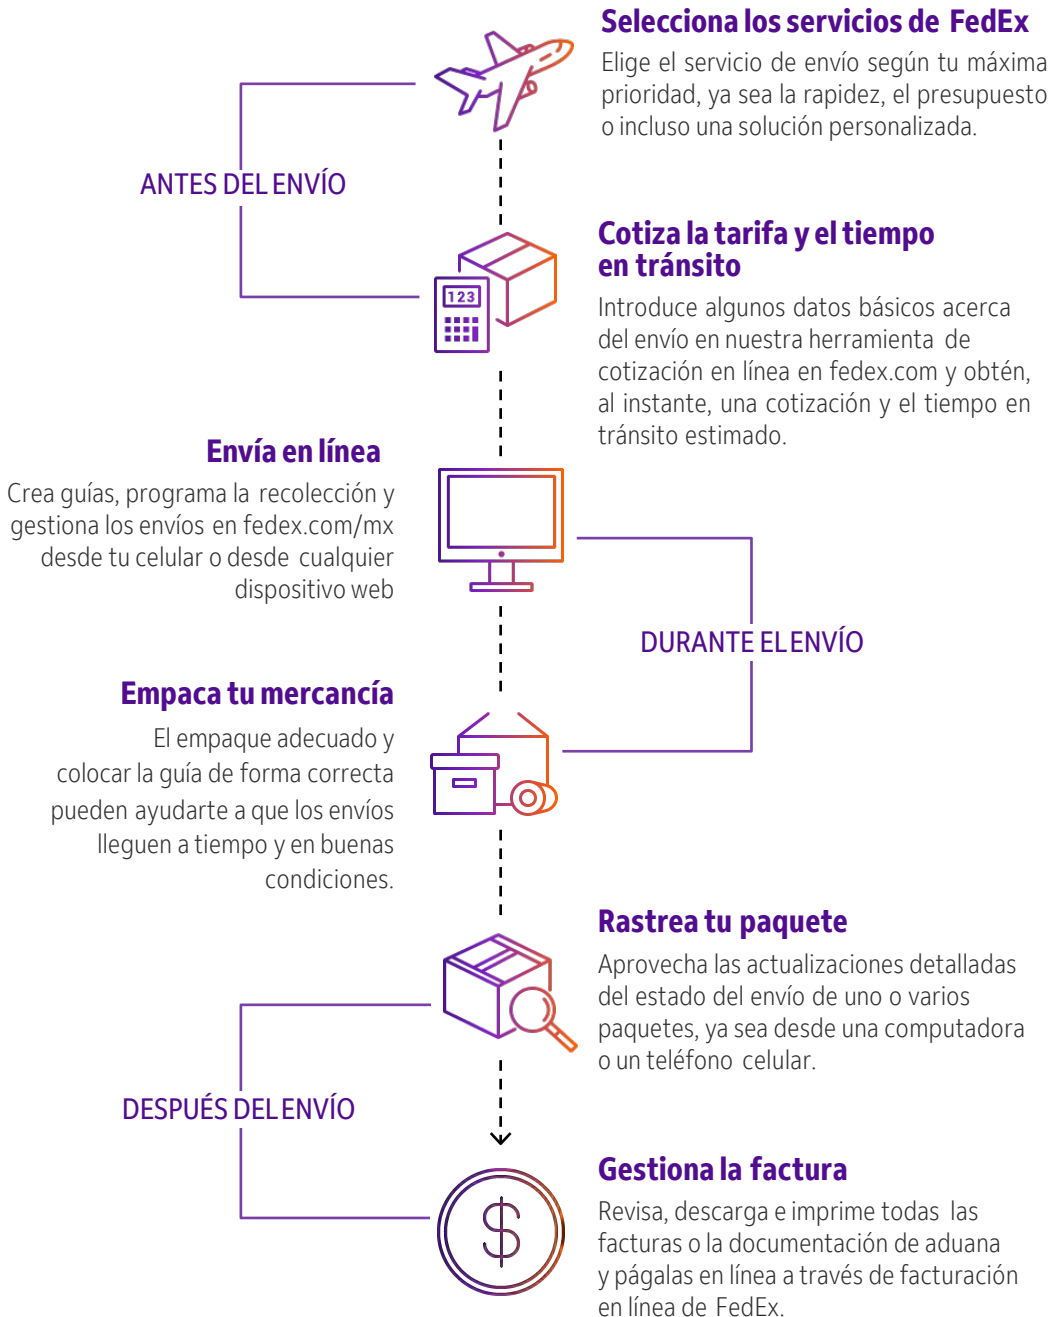 Selecciona los servicios de FedEx
Elige el servicio de envío según tu máxima
prioridad, ya sea la rapidez, el presupuesto
o incluso una solución personalizada.
ANTES DEL ENVÍO
Cotiza la tarifa y el tiempo
en tránsito
123
Introduce algunos datos básicos acerca
del envío en nuestra herramienta de
cotización en línea en fedex.com y obtén,
al instante, una cotización y el tiempo en
tránsito estimado.
Envía en línea
Crea guías, programa la recolección y
gestiona los envíos en fedex.com/mx
desde tu celular o desde cualquier
dispositivo web
DURANTE EL ENVÍO
Empaca tu mercancía
El empaque adecuado y
colocar la guía de forma correcta
pueden ayudarte a que los envíos
lleguen a tiempo y en buenas
condiciones.
Rastrea tu paquete
Aprovecha las actualizaciones detalladas
del estado del envío de uno o varios
paquetes, ya sea desde una computadora
o un teléfono celular.
DESPUÉS DEL ENVÍO
Gestiona la factura
$
Revisa, descarga e imprime todas las
facturas o la documentación de aduana
y págalas en línea a través de facturación
en línea de FedEx.